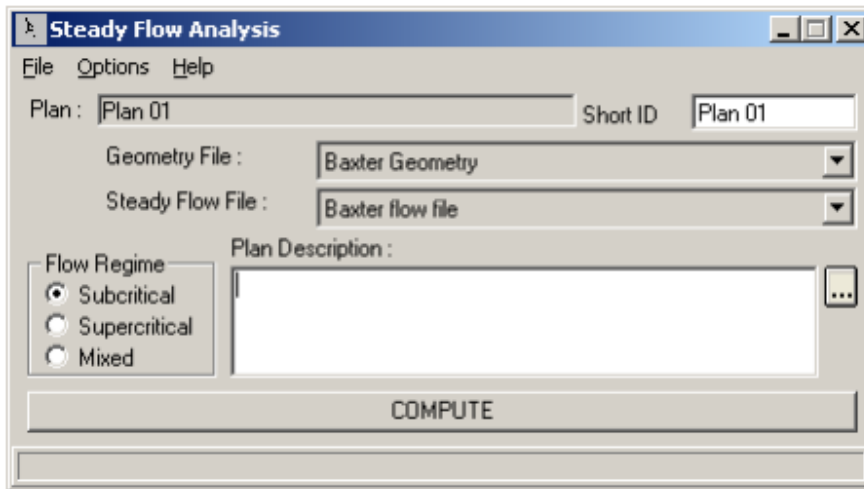 Steady Flow Analysis
File Options Help
Plan : Plan 01 Short ID Plan 01
Geometry File : Baxter Geometry
Steady Flow File : Baxter flow file
Plan Description :
Flow Regime
Subcritical
Supercritical
Mixed
...
COMPUTE